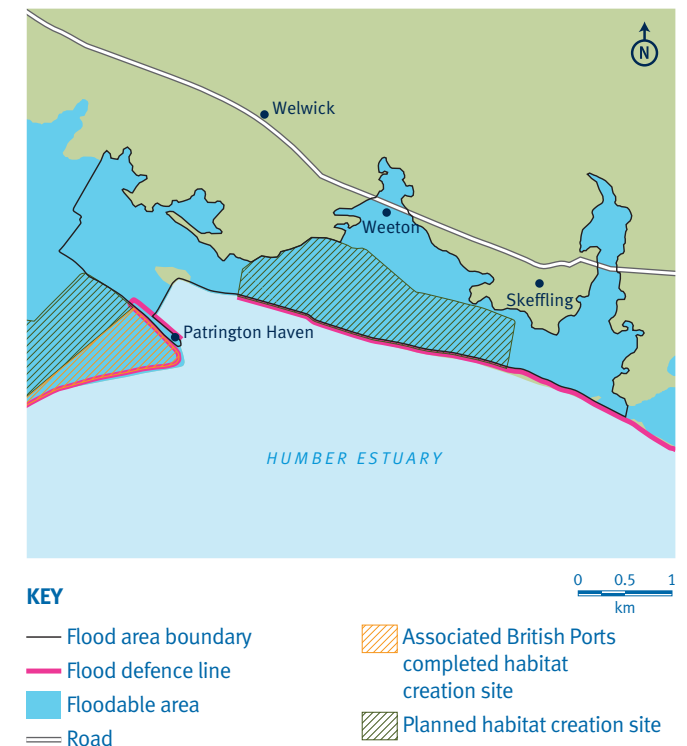 N
Welwick
Weeton
Skeffling
Patrington Haven
HUMBER ESTUARY
0 0.5 1
km
KEY
Flood area boundary
Flood defence line
Floodable area
Road
Associated British Ports
completed habitat
creation site
Planned habitat creation site